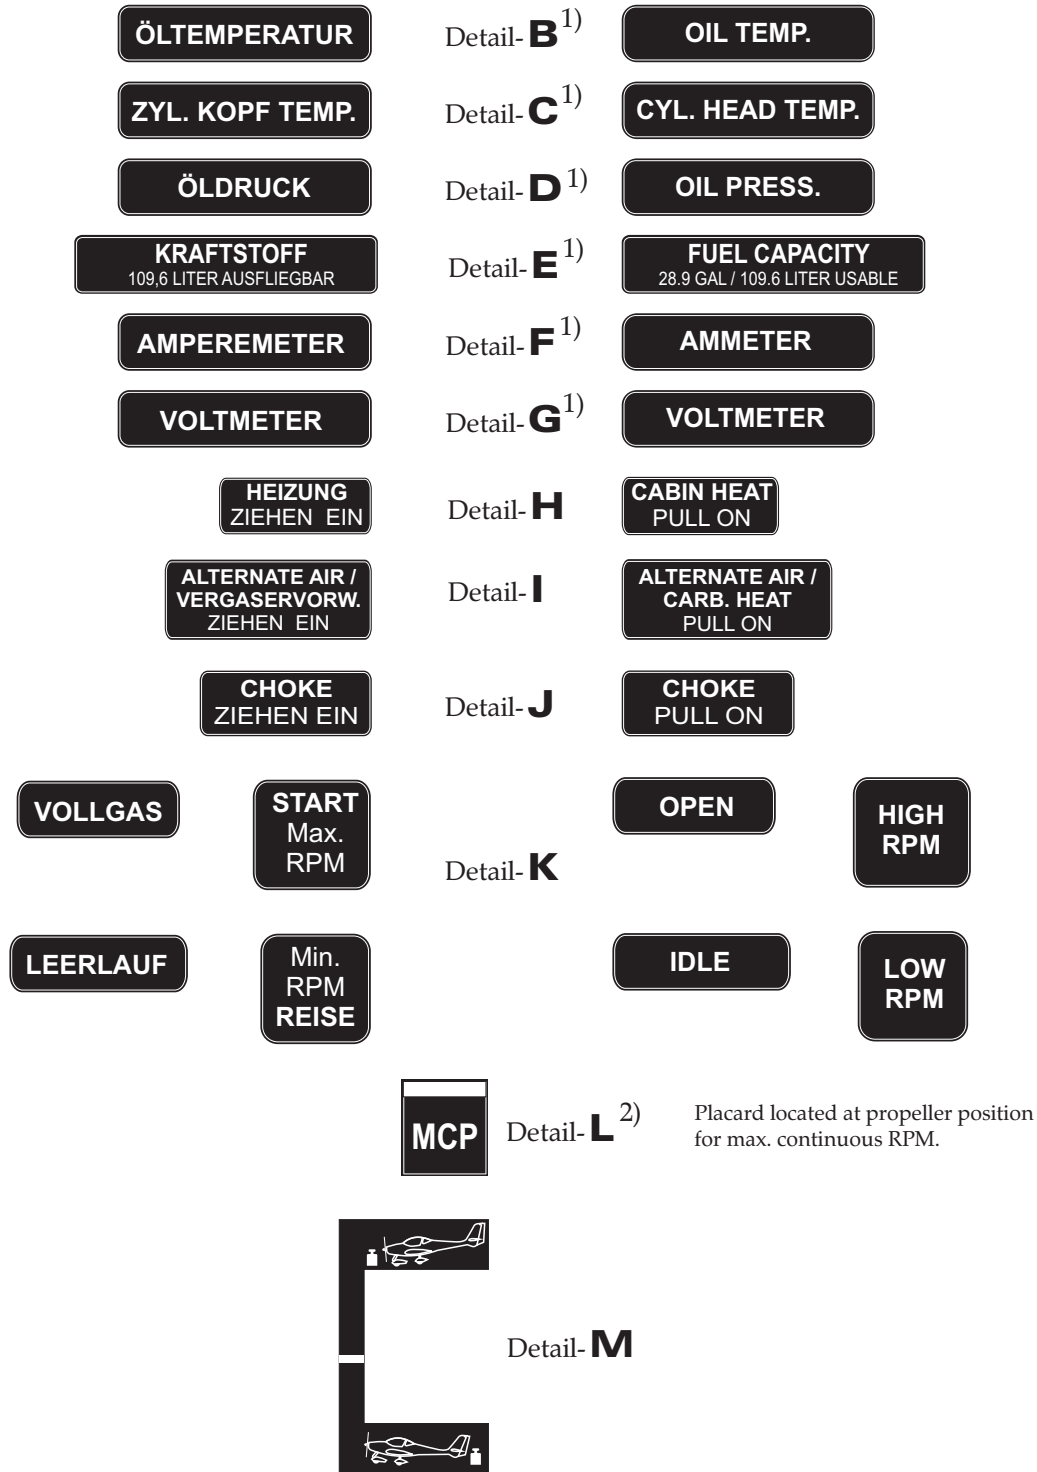 ÖLTEMPERATUR Detail-B1) OIL TEMP.
ZYL. KOPF TEMP. Detail-C1) CYL. HEAD TEMP.
ÖLDRUCK Detail-D1) OIL PRESS.
KRAFTSTOFF
109,6 LITER AUSFLIEGBAR
Detail-E1)
FUEL CAPACITY
28.9 GAL / 109.6 LITER USABLE
AMPEREMETER Detail-F1) AMMETER
VOLTMETER Detail-G1) VOLTMETER
HEIZUNG
ZIEHEN EIN
Detail-H
CABIN HEAT
PULL ON
ALTERNATE AIR /
VERGASERVORW.
ZIEHEN EIN
Detail-I
ALTERNATE AIR /
CARB. HEAT
PULL ON
CHOKE
ZIEHEN EIN
Detail-J
CHOKE
PULL ON
VOLLGAS
START
Max.
RPM
Detail-K
OPEN
HIGH
RPM
LEERLAUF
Min.
RPM
REISE
IDLE
LOW
RPM
MCP
Detail-L2)
Placard located at propeller position
for max. continuous RPM.
Detail-M